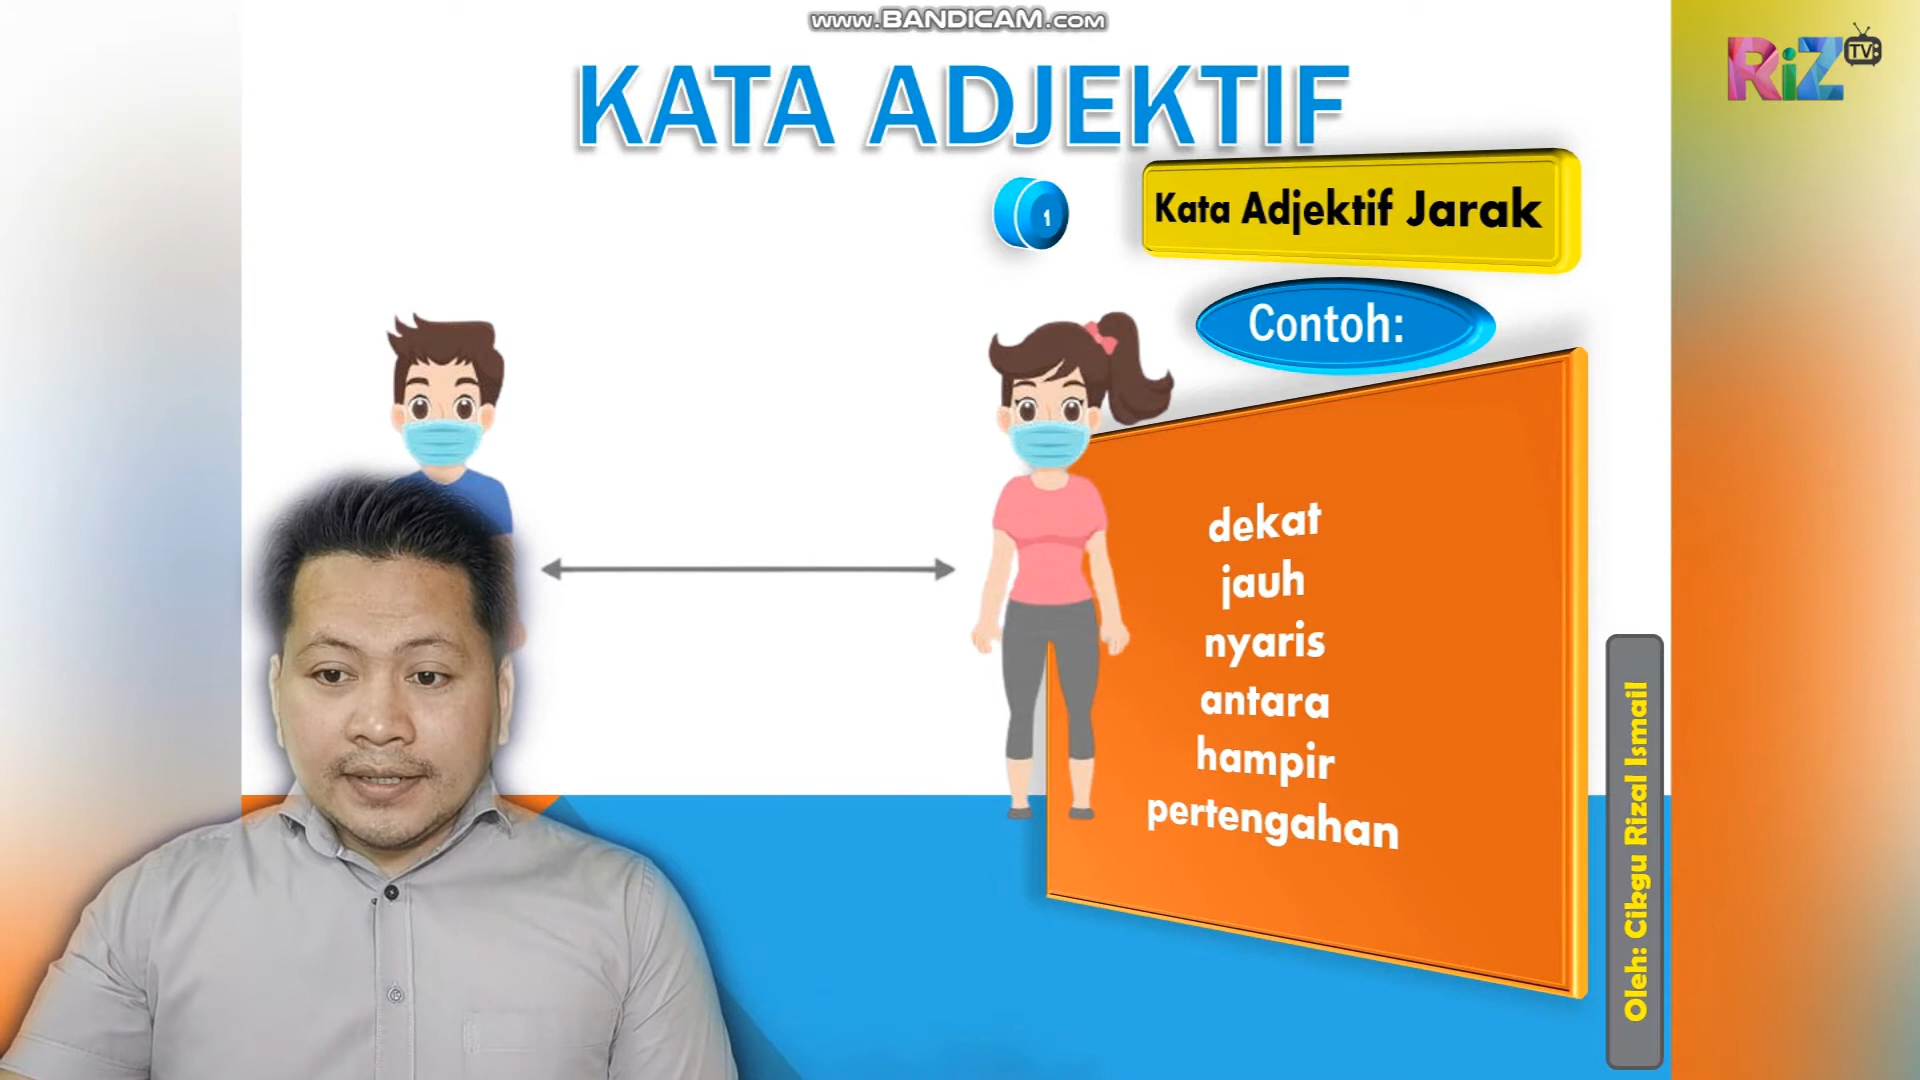 www.BANDICAM.com
RiZ TV
KATA ADJEKTIF
1
Kata Adjektif Jarak
Contoh:
dekat
jauh
nyaris
antara
hampir
pertengahan
Oleh: Cikgu Rizal Ismail